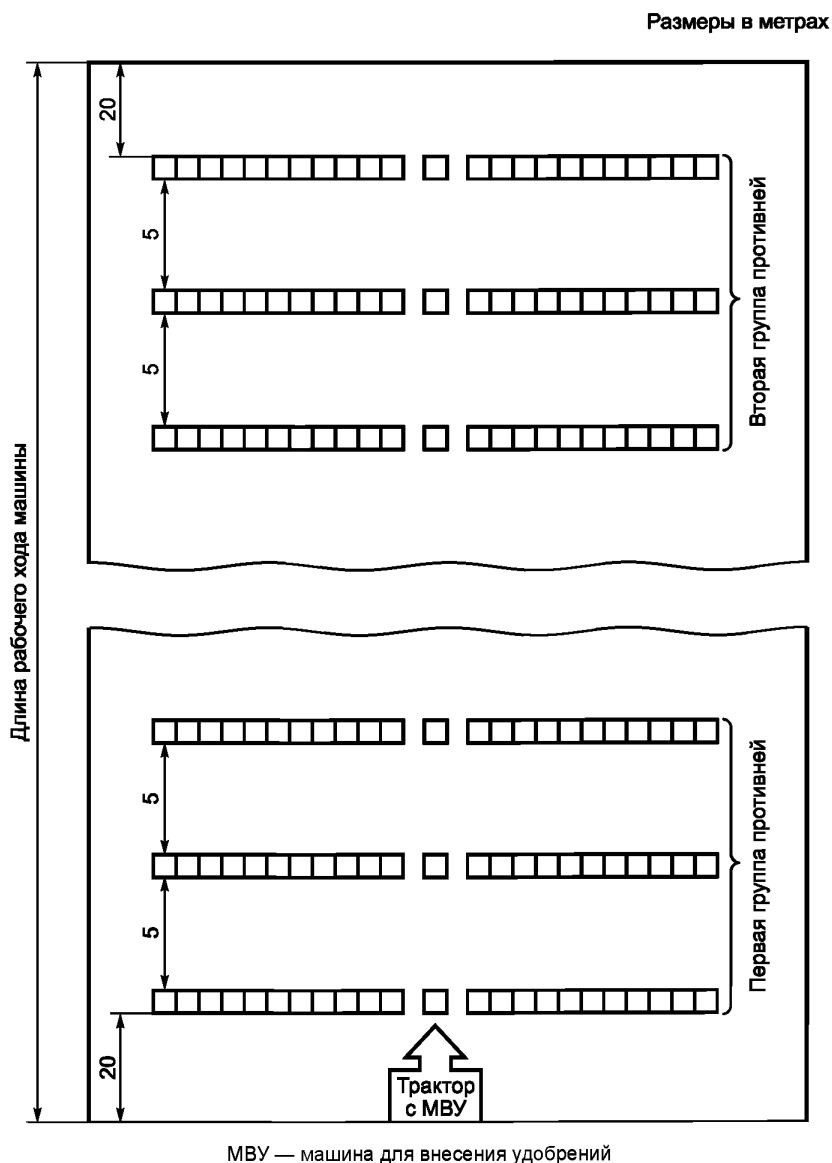 Размеры в метрах
20
5
5
Вторая группа противней
Длина рабочего хода машины
5
5
Первая группа противней
20
Трактор
с МВУ
МВУ — машина для внесения удобрений